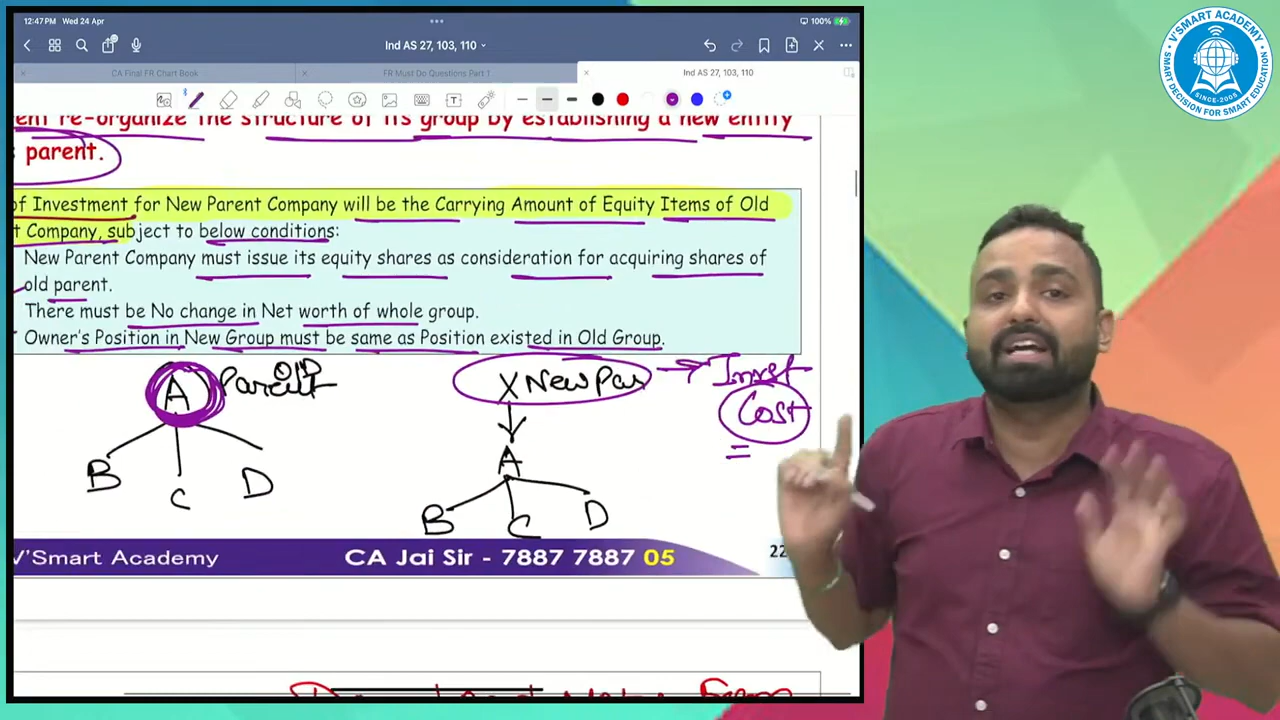 12:47 PM Wed 24 Apr
100%
Ind AS 27, 103, 110
CA Final FR Chart Book
FR Must Do Questions Part 1
Ind AS 27, 103, 110
ent re-organize the structure of its group by establishing a new entity
parent.
of Investment for New Parent Company will be the Carrying Amount of Equity Items of Old
t Company, subject to below conditions:
New Parent Company must issue its equity shares as consideration for acquiring shares of
old parent.
There must be No change in Net worth of whole group.
Owner's Position in New Group must be same as Position existed in Old Group.
A Parent OLD
B C D
X New Par → Invst
Cost
=
A
B C D
V'Smart Academy
CA Jai Sir - 7887 7887 05
22
V'SMART ACADEMY
SMART DECISION FOR SMART EDUCATION
SINCE-2005